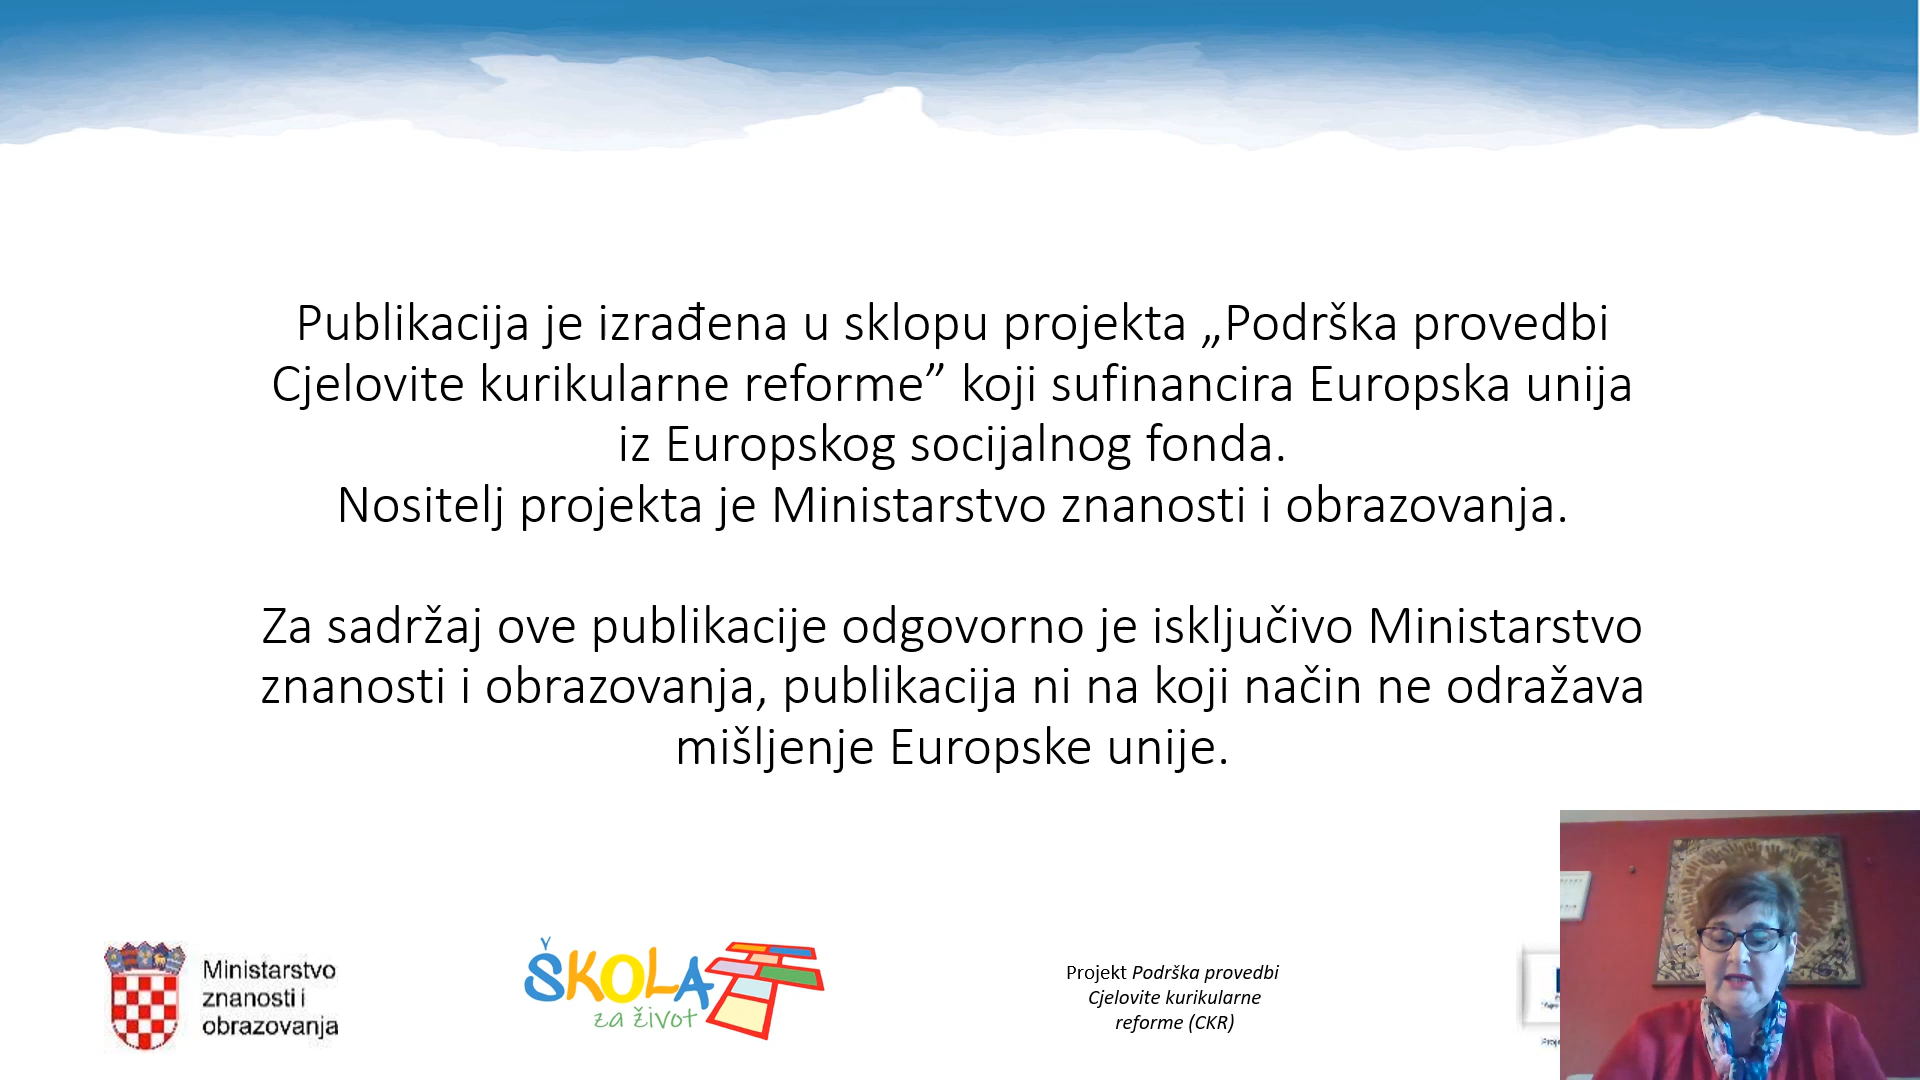 Publikacija je izrađena u sklopu projekta „Podrška provedbi
Cjelovite kurikularne reforme” koji sufinancira Europska unija
iz Europskog socijalnog fonda.
Nositelj projekta je Ministarstvo znanosti i obrazovanja.
Za sadržaj ove publikacije odgovorno je isključivo Ministarstvo
znanosti i obrazovanja, publikacija ni na koji način ne odražava
mišljenje Europske unije.
Ministarstvo
znanosti i
obrazovanja
ŠKOLA
za život
Projekt Podrška provedbi
Cjelovite kurikularne
reforme (CKR)